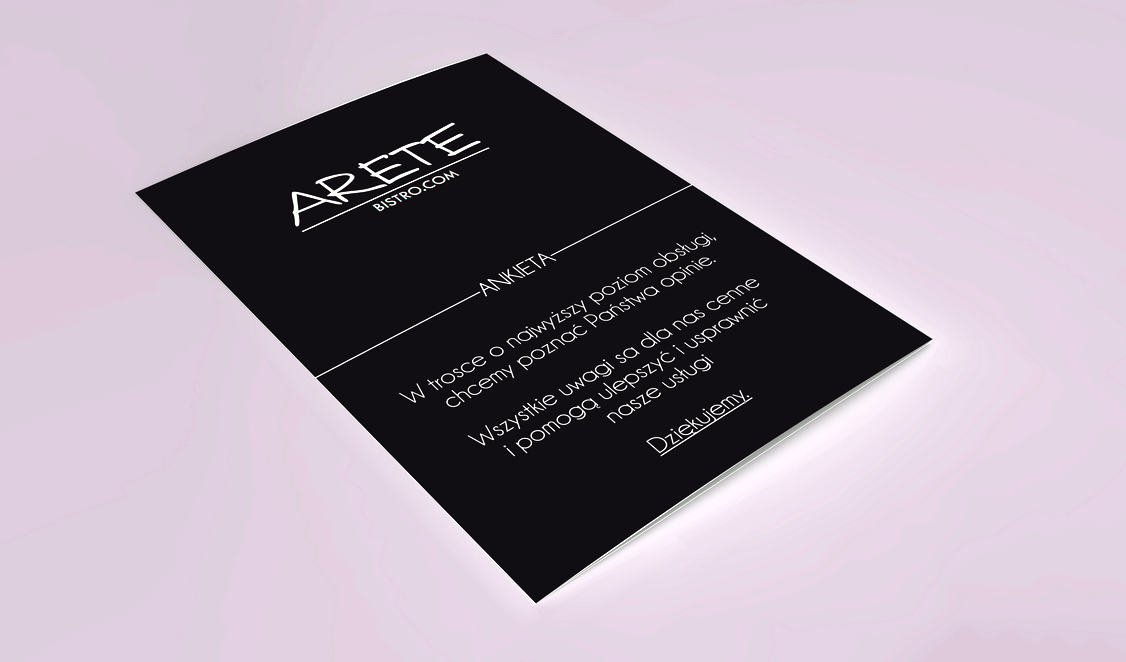 ARETE
BISTRO.COM
ANKIETA
W trosce o najwyższy poziom obsługi,
chcemy poznać Państwa opinie.
Wszystkie uwagi sa dla nas cenne
i pomogą ulepszyć i usprawnić
nasze usługi
Dziękujemy.